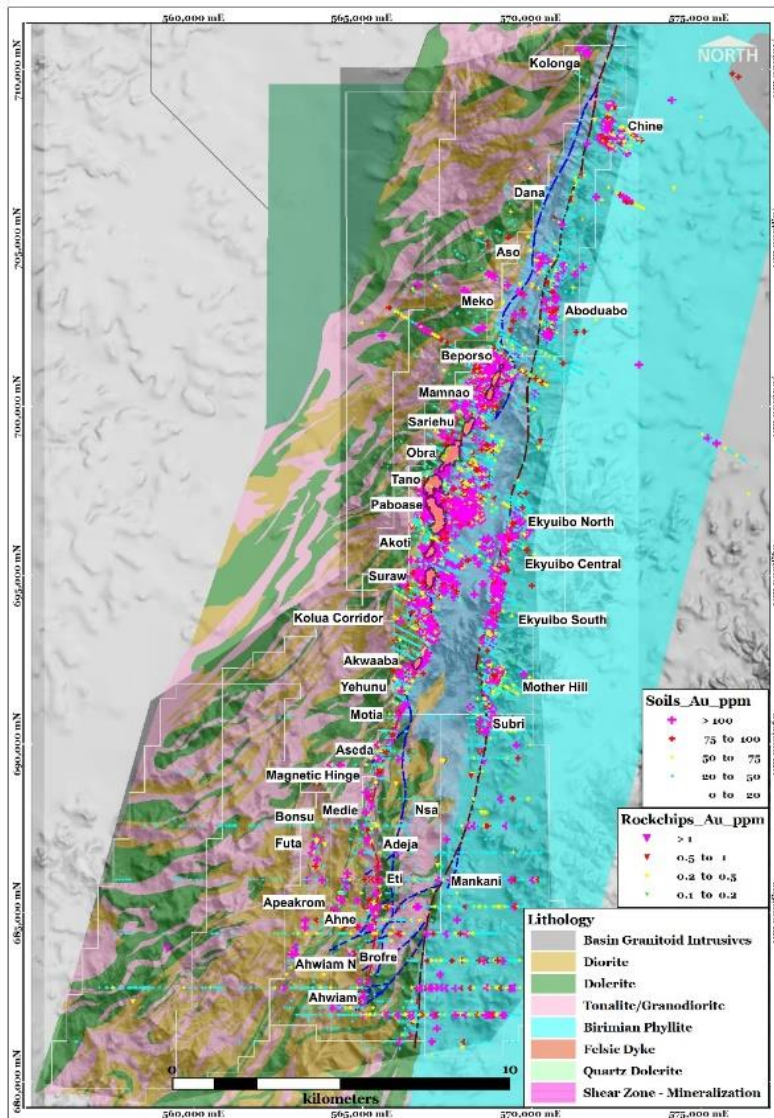 560,000 mE 565,000 mE 570,000 mE 575,000 mE
710,000 mN
NORTH
Kolonga
Chine
Dana
705,000 mN
Aso
Meko
Aboduabo
Beporso
Mamnao
700,000 mN
Sariehu
Obra
Tano
Paboase
Ekyuibo North
Akoti
Ekyuibo Central
Suraw
695,000 mN
Kolua Corridor
Ekyuibo South
Akwaaba
Yehunu
Mother Hill
Motia
Subri
690,000 mN
Aseda
Magnetic Hinge
Medie
Nsa
Bonsu
Futa
Adeja
Eti
Mankani
Apeakrom
Ahne
685,000 mN
Brofre
Ahwiam N
Ahwiam
680,000 mN
Soils_Au_ppm
> 100
75 to 100
50 to 75
20 to 50
0 to 20
Rockchips_Au_ppm
> 1
0.5 to 1
0.2 to 0.5
0.1 to 0.2
Lithology
Basin Granitoid Intrusives
Diorite
Dolerite
Tonalite/Granodiorite
Birimian Phyllite
Felsic Dyke
Quartz Dolerite
Shear Zone - Mineralization
0 5 10
kilometers
560,000 mE 565,000 mE 570,000 mE 575,000 mE